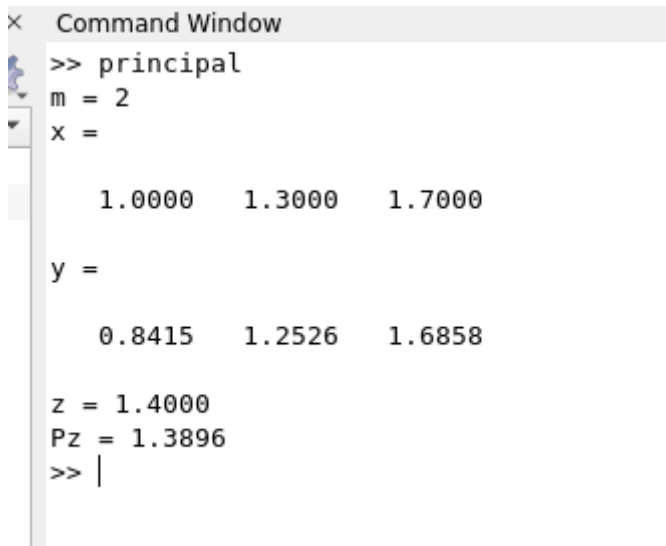 Command Window
>> principal
m = 2
x =
1.0000 1.3000 1.7000
y =
0.8415 1.2526 1.6858
z = 1.4000
Pz = 1.3896
>>